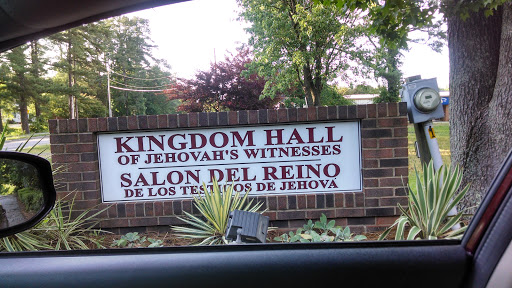 KINGDOM HALL
OF JEHOVAH'S WITNESSES
SALON DEL REINO
DE LOS TESTIGOS DE JEHOVA